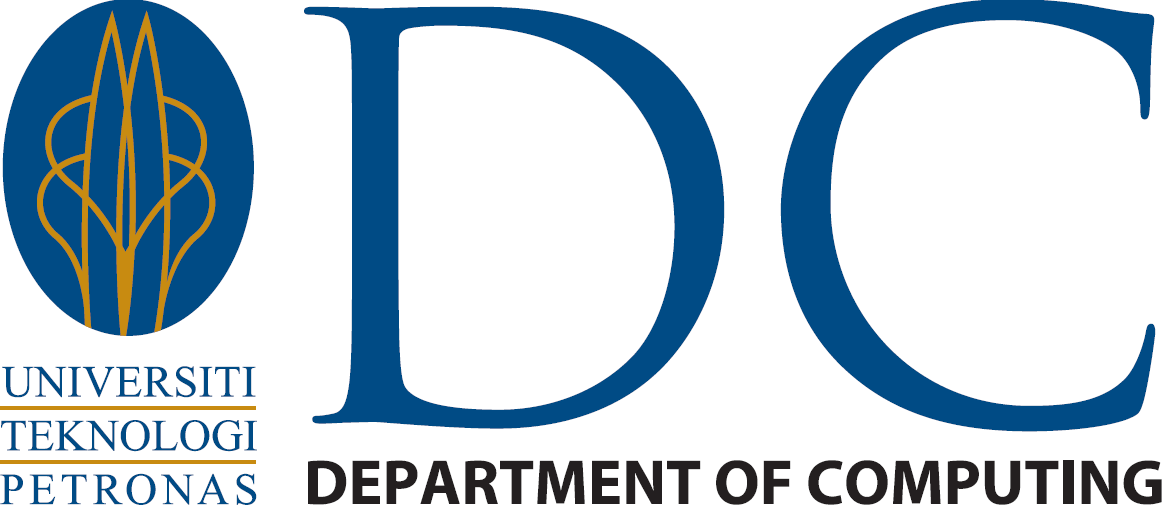 UNIVERSITI
TEKNOLOGI
PETRONAS
DC
DEPARTMENT OF COMPUTING